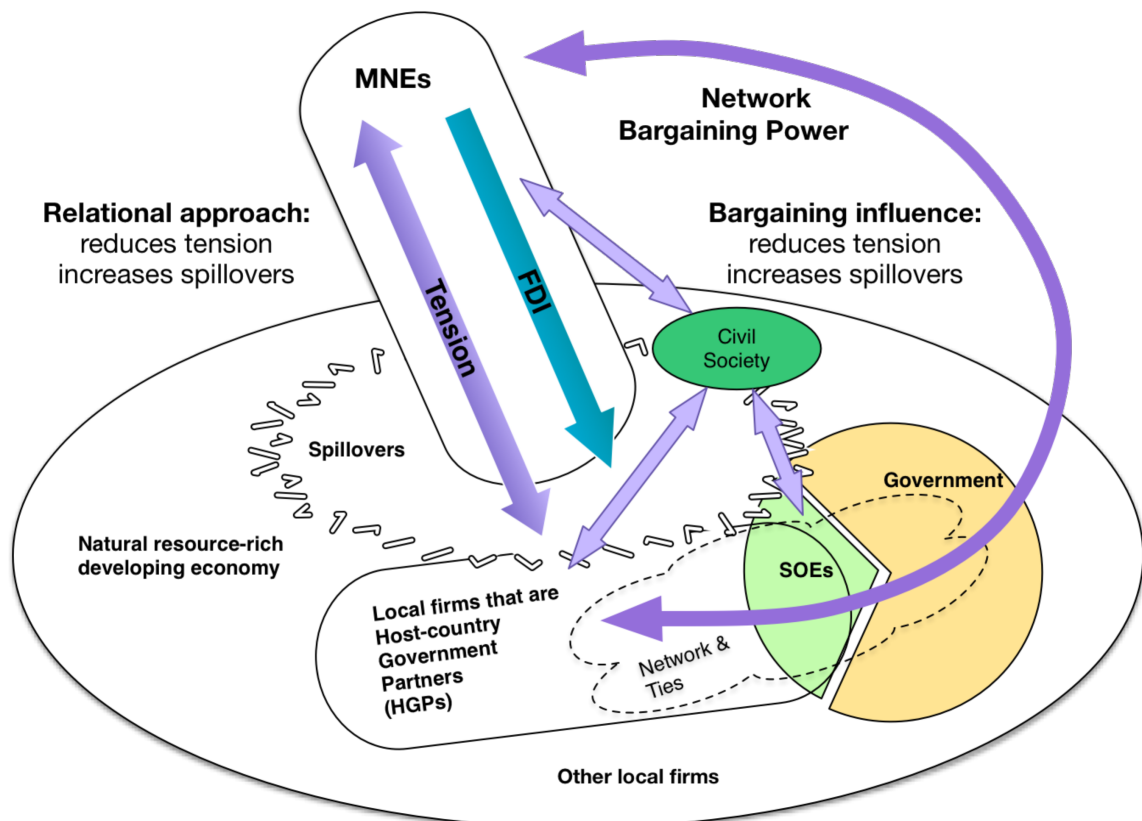 MNEs
Network
Bargaining Power
Relational approach:
reduces tension
increases spillovers
Bargaining influence:
reduces tension
increases spillovers
Tension
FDI
Civil
Society
Spillovers
Government
Natural resource-rich
developing economy
SOEs
Local firms that are
Host-country
Government
Partners
(HGPs)
Network &
Ties
Other local firms